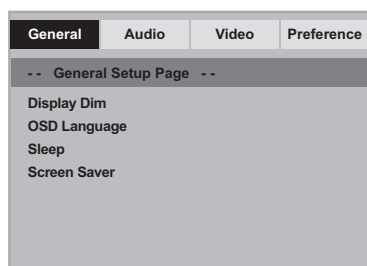 General Audio Video Preference
- - General Setup Page - -
Display Dim
OSD Language
Sleep
Screen Saver